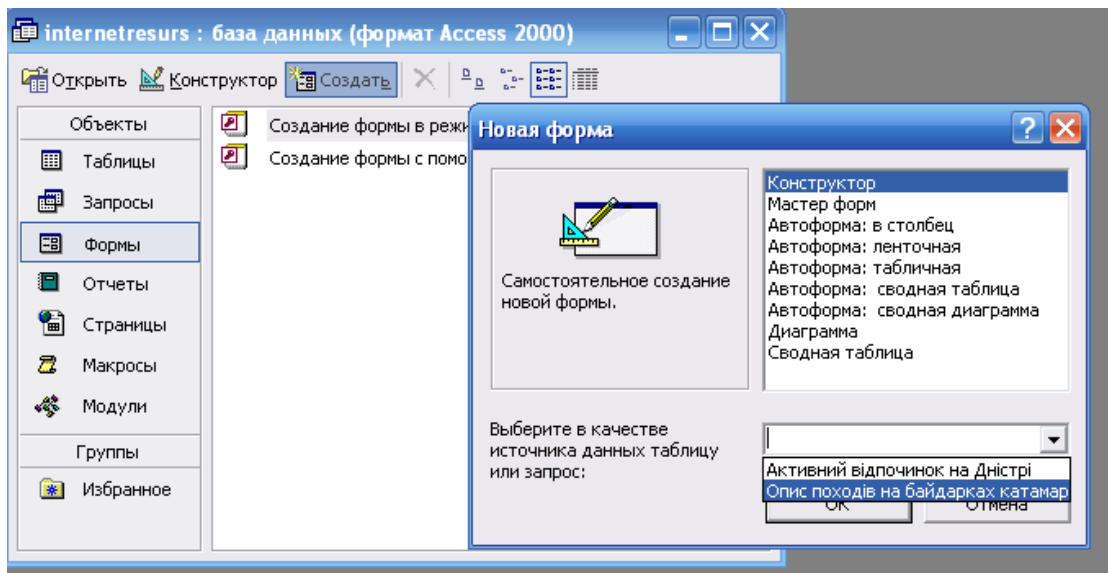 internetresurs : база данных (формат Access 2000)
Открыть Конструктор Создать
Объекты
Таблицы
Запросы
Формы
Отчеты
Страницы
Макросы
Модули
Группы
Избранное
Создание формы в режи
Создание формы с помо
Новая форма
Самостоятельное создание
новой формы.
Конструктор
Мастер форм
Автоформа: в столбец
Автоформа: ленточная
Автоформа: табличная
Автоформа: сводная таблица
Автоформа: сводная диаграмма
Диаграмма
Сводная таблица
Выберите в качестве
источника данных таблицу
или запрос:
Активний відпочинок на Дністрі
Опис походів на байдарках катамар
ОК Отмена